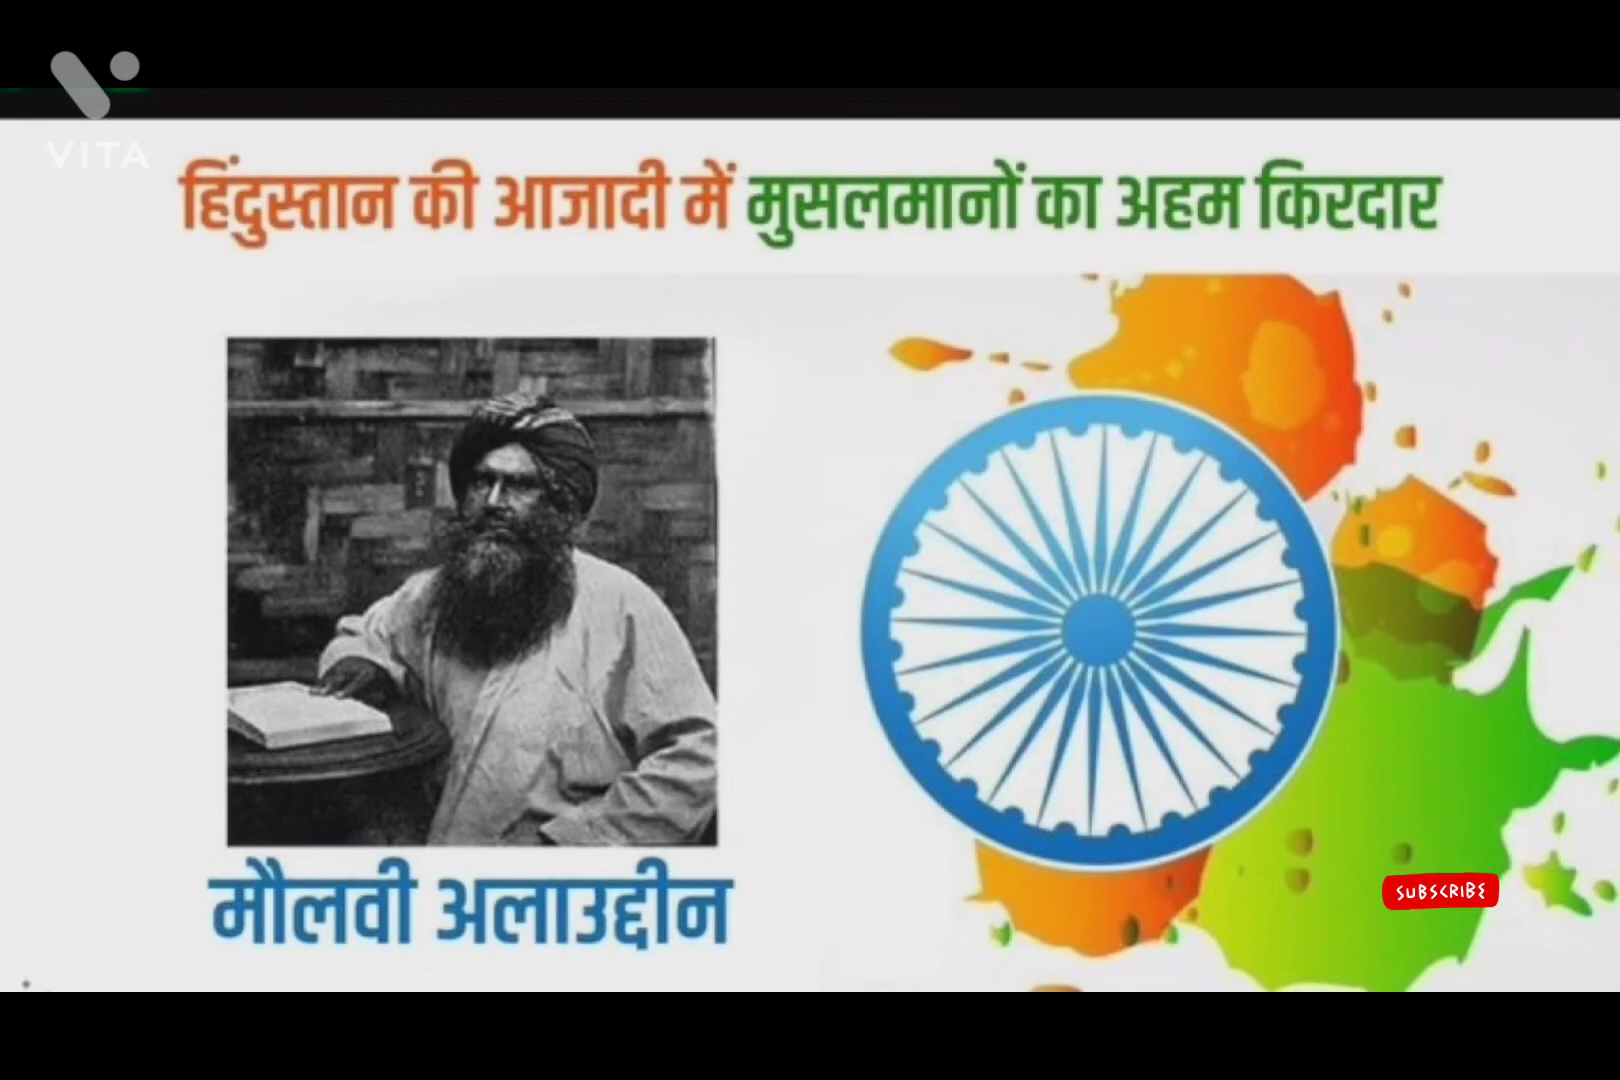 VITA
हिंदुस्तान की आजादी में मुसलमानों का अहम किरदार
मौलवी अलाउद्दीन
SUBSCRIBE